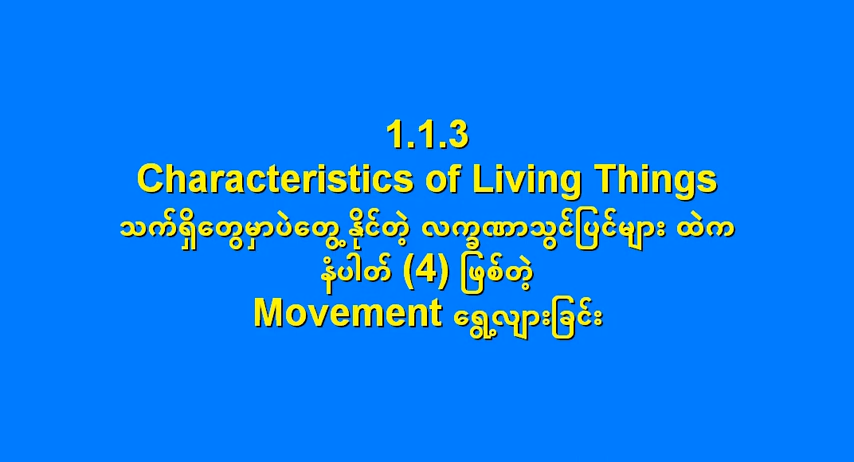 1.1.3
Characteristics of Living Things
သက်ရှိတွေမှာပဲတွေ့နိုင်တဲ့ လက္ခဏာသွင်ပြင်များ ထဲက
နံပါတ် (4) ဖြစ်တဲ့
Movement ရွေ့လျားခြင်း